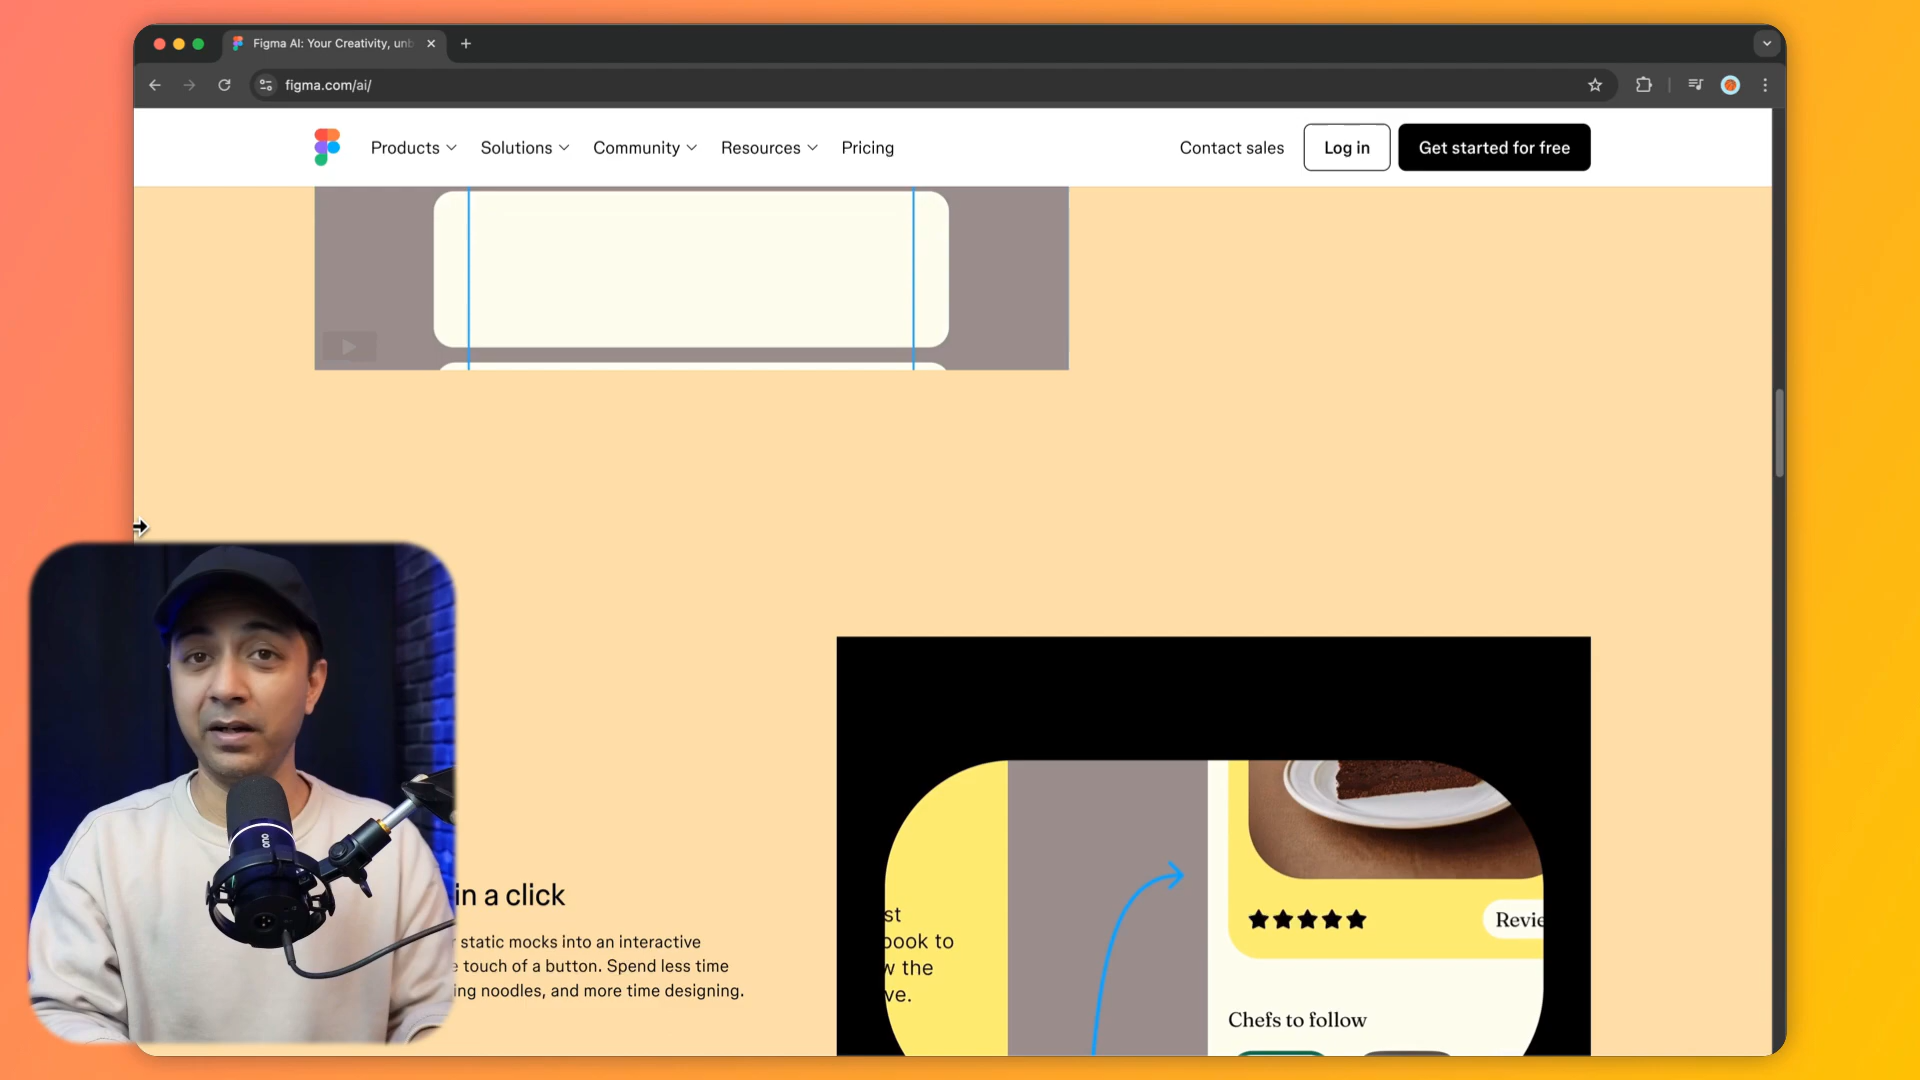 Figma AI: Your Creativity, unb
figma.com/ai/
Products
Solutions
Community
Resources
Pricing
Contact sales
Log in
Get started for free
in a click
static mocks into an interactive
touch of a button. Spend less time
ing noodles, and more time designing.
st
book to
w the
ve.
Revie
Chefs to follow